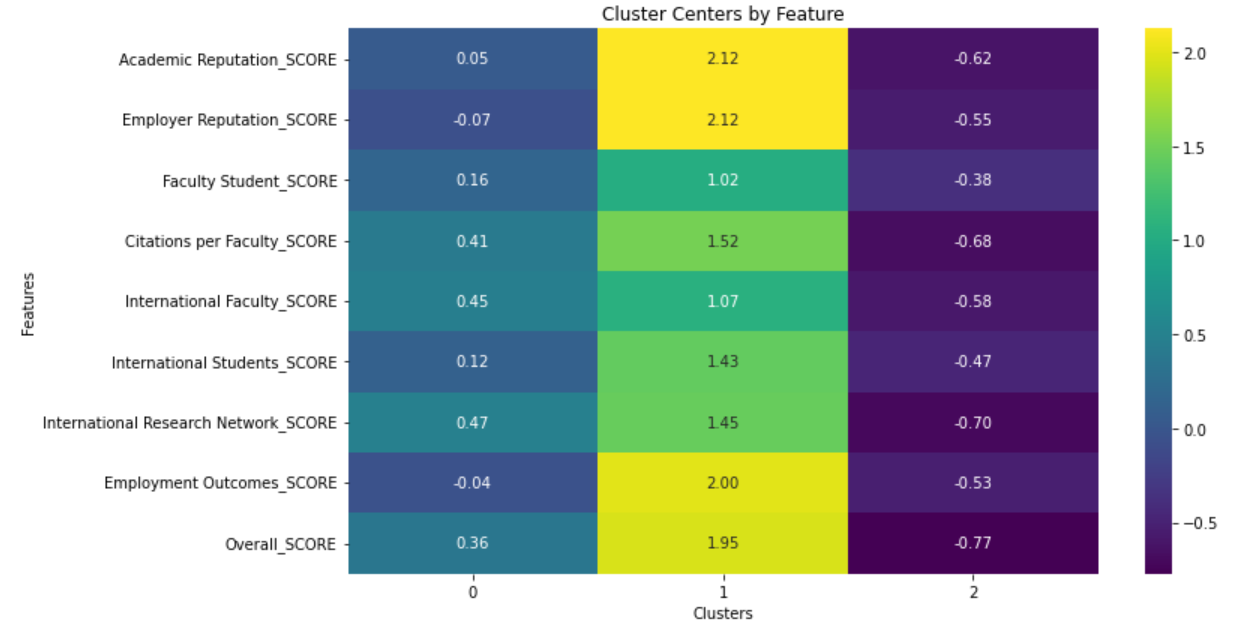 Cluster Centers by Feature
Features
Academic Reputation_SCORE 0.05 2.12 -0.62
Employer Reputation_SCORE -0.07 2.12 -0.55
Faculty Student_SCORE 0.16 1.02 -0.38
Citations per Faculty_SCORE 0.41 1.52 -0.68
International Faculty_SCORE 0.45 1.07 -0.58
International Students_SCORE 0.12 1.43 -0.47
International Research Network_SCORE 0.47 1.45 -0.70
Employment Outcomes_SCORE -0.04 2.00 -0.53
Overall_SCORE 0.36 1.95 -0.77
0 1 2
Clusters
2.0
1.5
1.0
0.5
0.0
−0.5